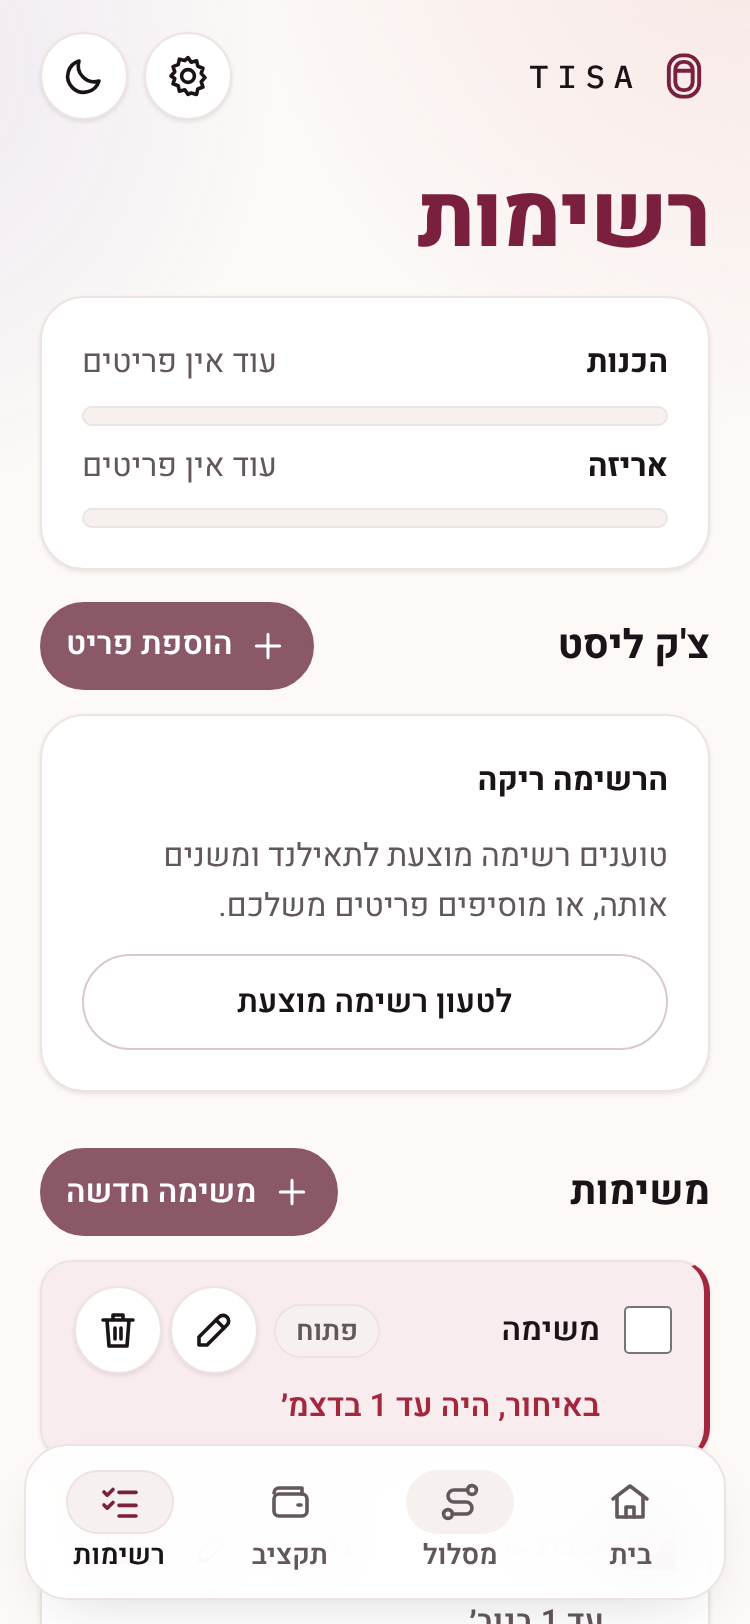 TISA
רשימות
הכנות
עוד אין פריטים
אריזה
עוד אין פריטים
צ'ק ליסט
הוספת פריט
הרשימה ריקה
טוענים רשימה מוצעת לתאילנד ומשנים
אותה, או מוסיפים פריטים משלכם.
לטעון רשימה מוצעת
משימות
משימה חדשה
משימה
פתוח
באיחור, היה עד 1 בדצמ׳
בית
מסלול
תקציב
רשימות